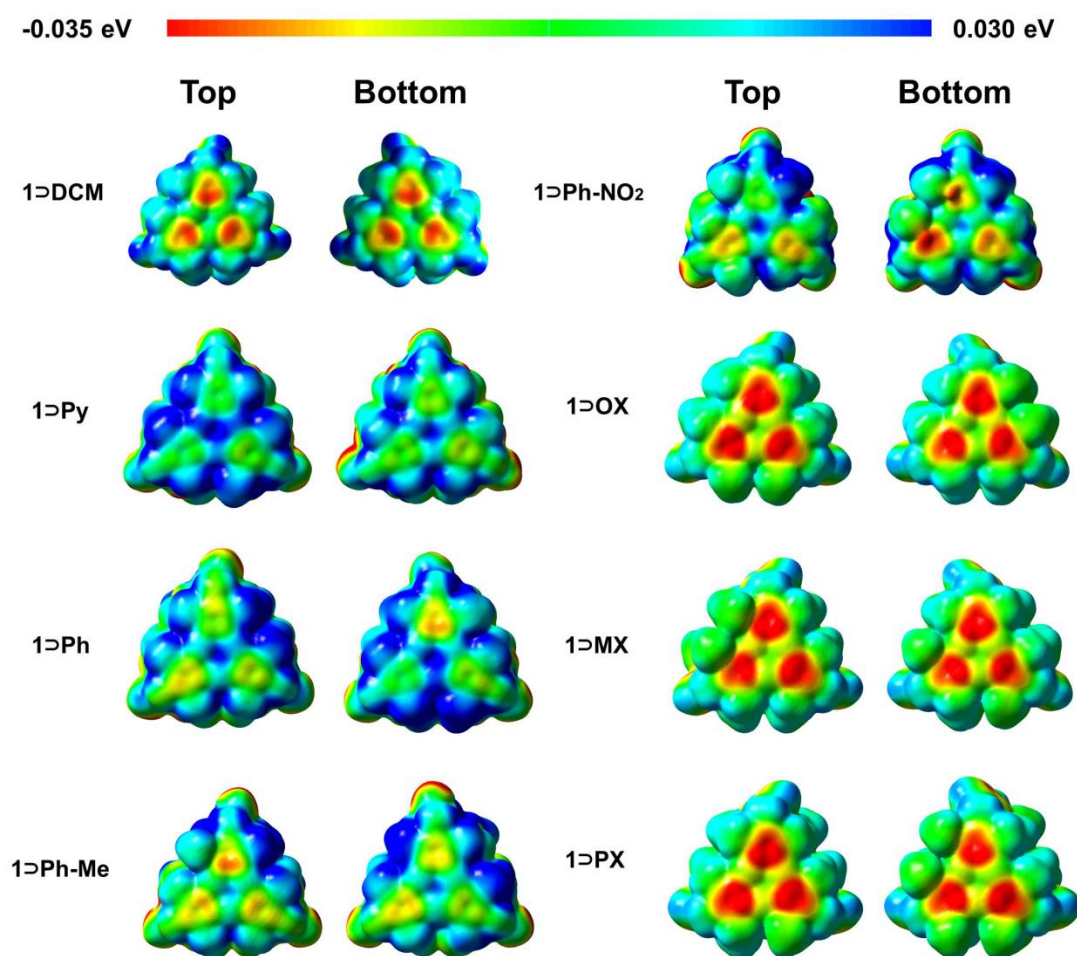 -0.035 eV 0.030 eV
Top Bottom Top Bottom
1⊃DCM 1⊃Ph-NO₂
1⊃Py 1⊃OX
1⊃Ph 1⊃MX
1⊃Ph-Me 1⊃PX